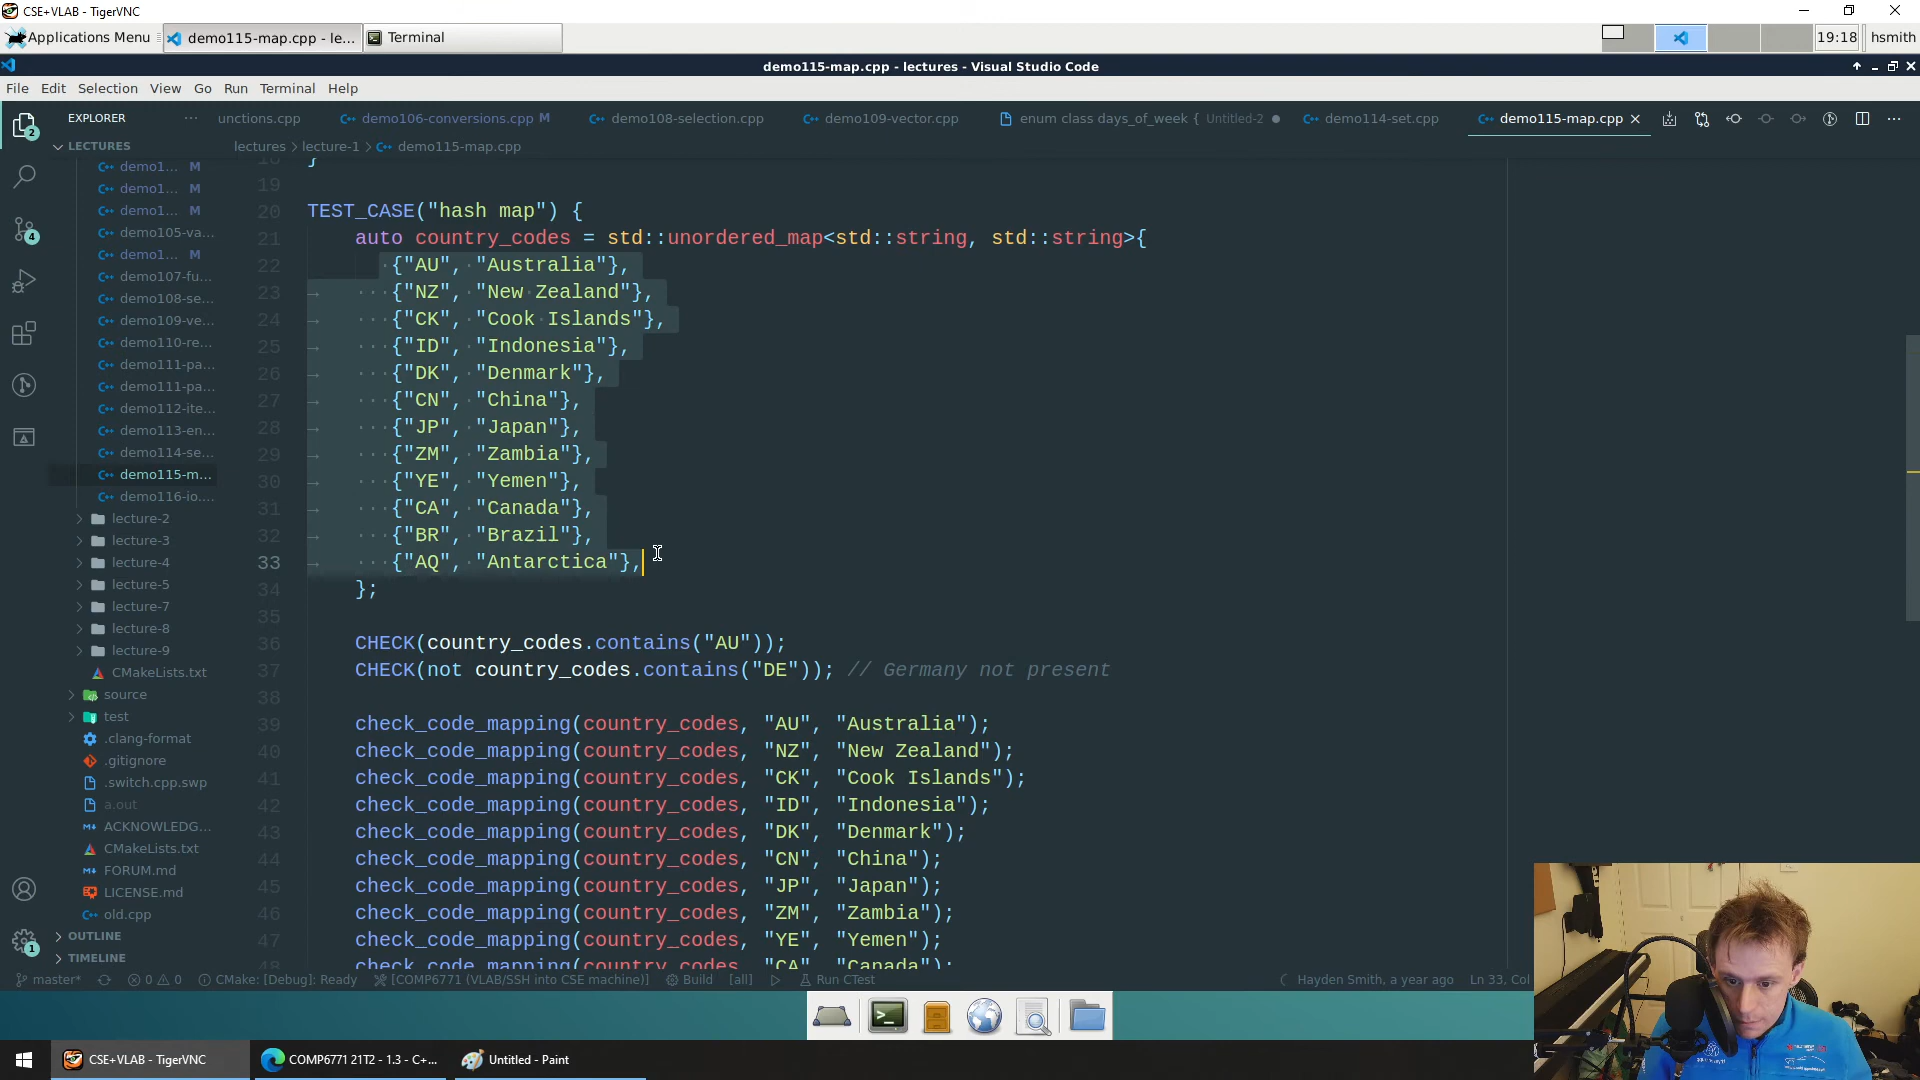 CSE+VLAB - TigerVNC
Applications Menu
demo115-map.cpp - le...
Terminal
19:18
hsmith
demo115-map.cpp - lectures - Visual Studio Code
File Edit Selection View Go Run Terminal Help
EXPLORER
unctions.cpp
demo106-conversions.cpp M
demo108-selection.cpp
demo109-vector.cpp
enum class days_of_week { Untitled-2
demo114-set.cpp
demo115-map.cpp
LECTURES
lectures > lecture-1 > demo115-map.cpp
demo1... M
demo1... M
demo1... M
demo105-va...
demo1... M
demo107-fu...
demo108-se...
demo109-ve...
demo110-re...
demo111-pa...
demo111-pa...
demo112-ite...
demo113-en...
demo114-se...
demo115-m...
demo116-io....
lecture-2
lecture-3
lecture-4
lecture-5
lecture-7
lecture-8
lecture-9
CMakeLists.txt
source
test
.clang-format
.gitignore
.switch.cpp.swp
a.out
ACKNOWLEDG...
CMakeLists.txt
FORUM.md
LICENSE.md
old.cpp
OUTLINE
TIMELINE
18 }
19
20 TEST_CASE("hash map") {
21 auto country_codes = std::unordered_map<std::string, std::string>{
22 {"AU", "Australia"},
23 {"NZ", "New Zealand"},
24 {"CK", "Cook Islands"},
25 {"ID", "Indonesia"},
26 {"DK", "Denmark"},
27 {"CN", "China"},
28 {"JP", "Japan"},
29 {"ZM", "Zambia"},
30 {"YE", "Yemen"},
31 {"CA", "Canada"},
32 {"BR", "Brazil"},
33 {"AQ", "Antarctica"},
34 };
35
36 CHECK(country_codes.contains("AU"));
37 CHECK(not country_codes.contains("DE")); // Germany not present
38
39 check_code_mapping(country_codes, "AU", "Australia");
40 check_code_mapping(country_codes, "NZ", "New Zealand");
41 check_code_mapping(country_codes, "CK", "Cook Islands");
42 check_code_mapping(country_codes, "ID", "Indonesia");
43 check_code_mapping(country_codes, "DK", "Denmark");
44 check_code_mapping(country_codes, "CN", "China");
45 check_code_mapping(country_codes, "JP", "Japan");
46 check_code_mapping(country_codes, "ZM", "Zambia");
47 check_code_mapping(country_codes, "YE", "Yemen");
48 check_code_mapping(country_codes, "CA", "Canada");
master* 0 0 CMake: [Debug]: Ready [COMP6771 (VLAB/SSH into CSE machine)] Build [all] Run CTest Hayden Smith, a year ago Ln 33, Col
CSE+VLAB - TigerVNC
COMP6771 21T2 - 1.3 - C+...
Untitled - Paint